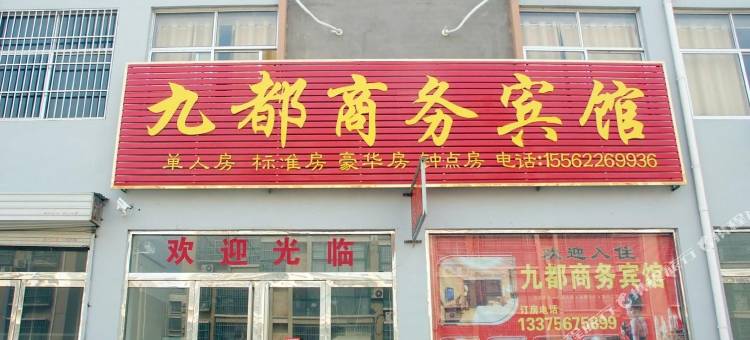 九都商务宾馆
单人房 标准房 豪华房 钟点房 电话:15562269936
欢迎光临
欢迎入住
九都商务宾馆
订房电话
13375675899